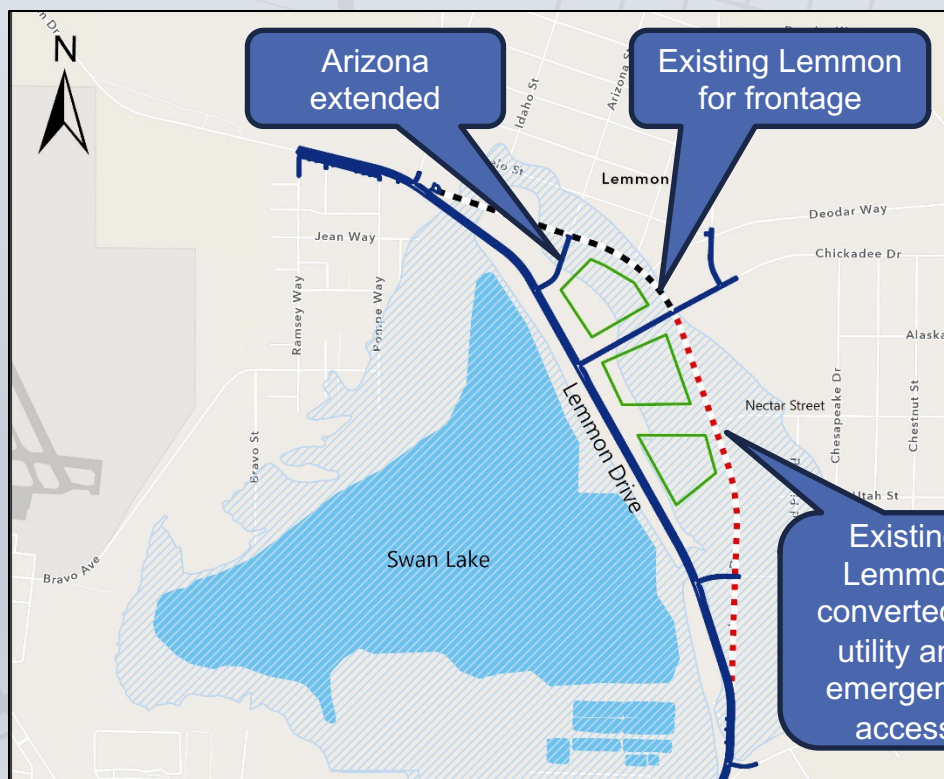 N
Arizona
extended
Existing Lemmon
for frontage
Idaho St
Arizona St
Lemmon
Deodar Way
Chickadee Dr
Jean Way
Ramsey Way
Alaska
Lemmon Drive
Nectar Street
Chesapeake Dr
Chestnut St
Bravo St
Utah St
Swan Lake
Bravo Ave
Existing
Lemmo
converted
utility an
emergen
access